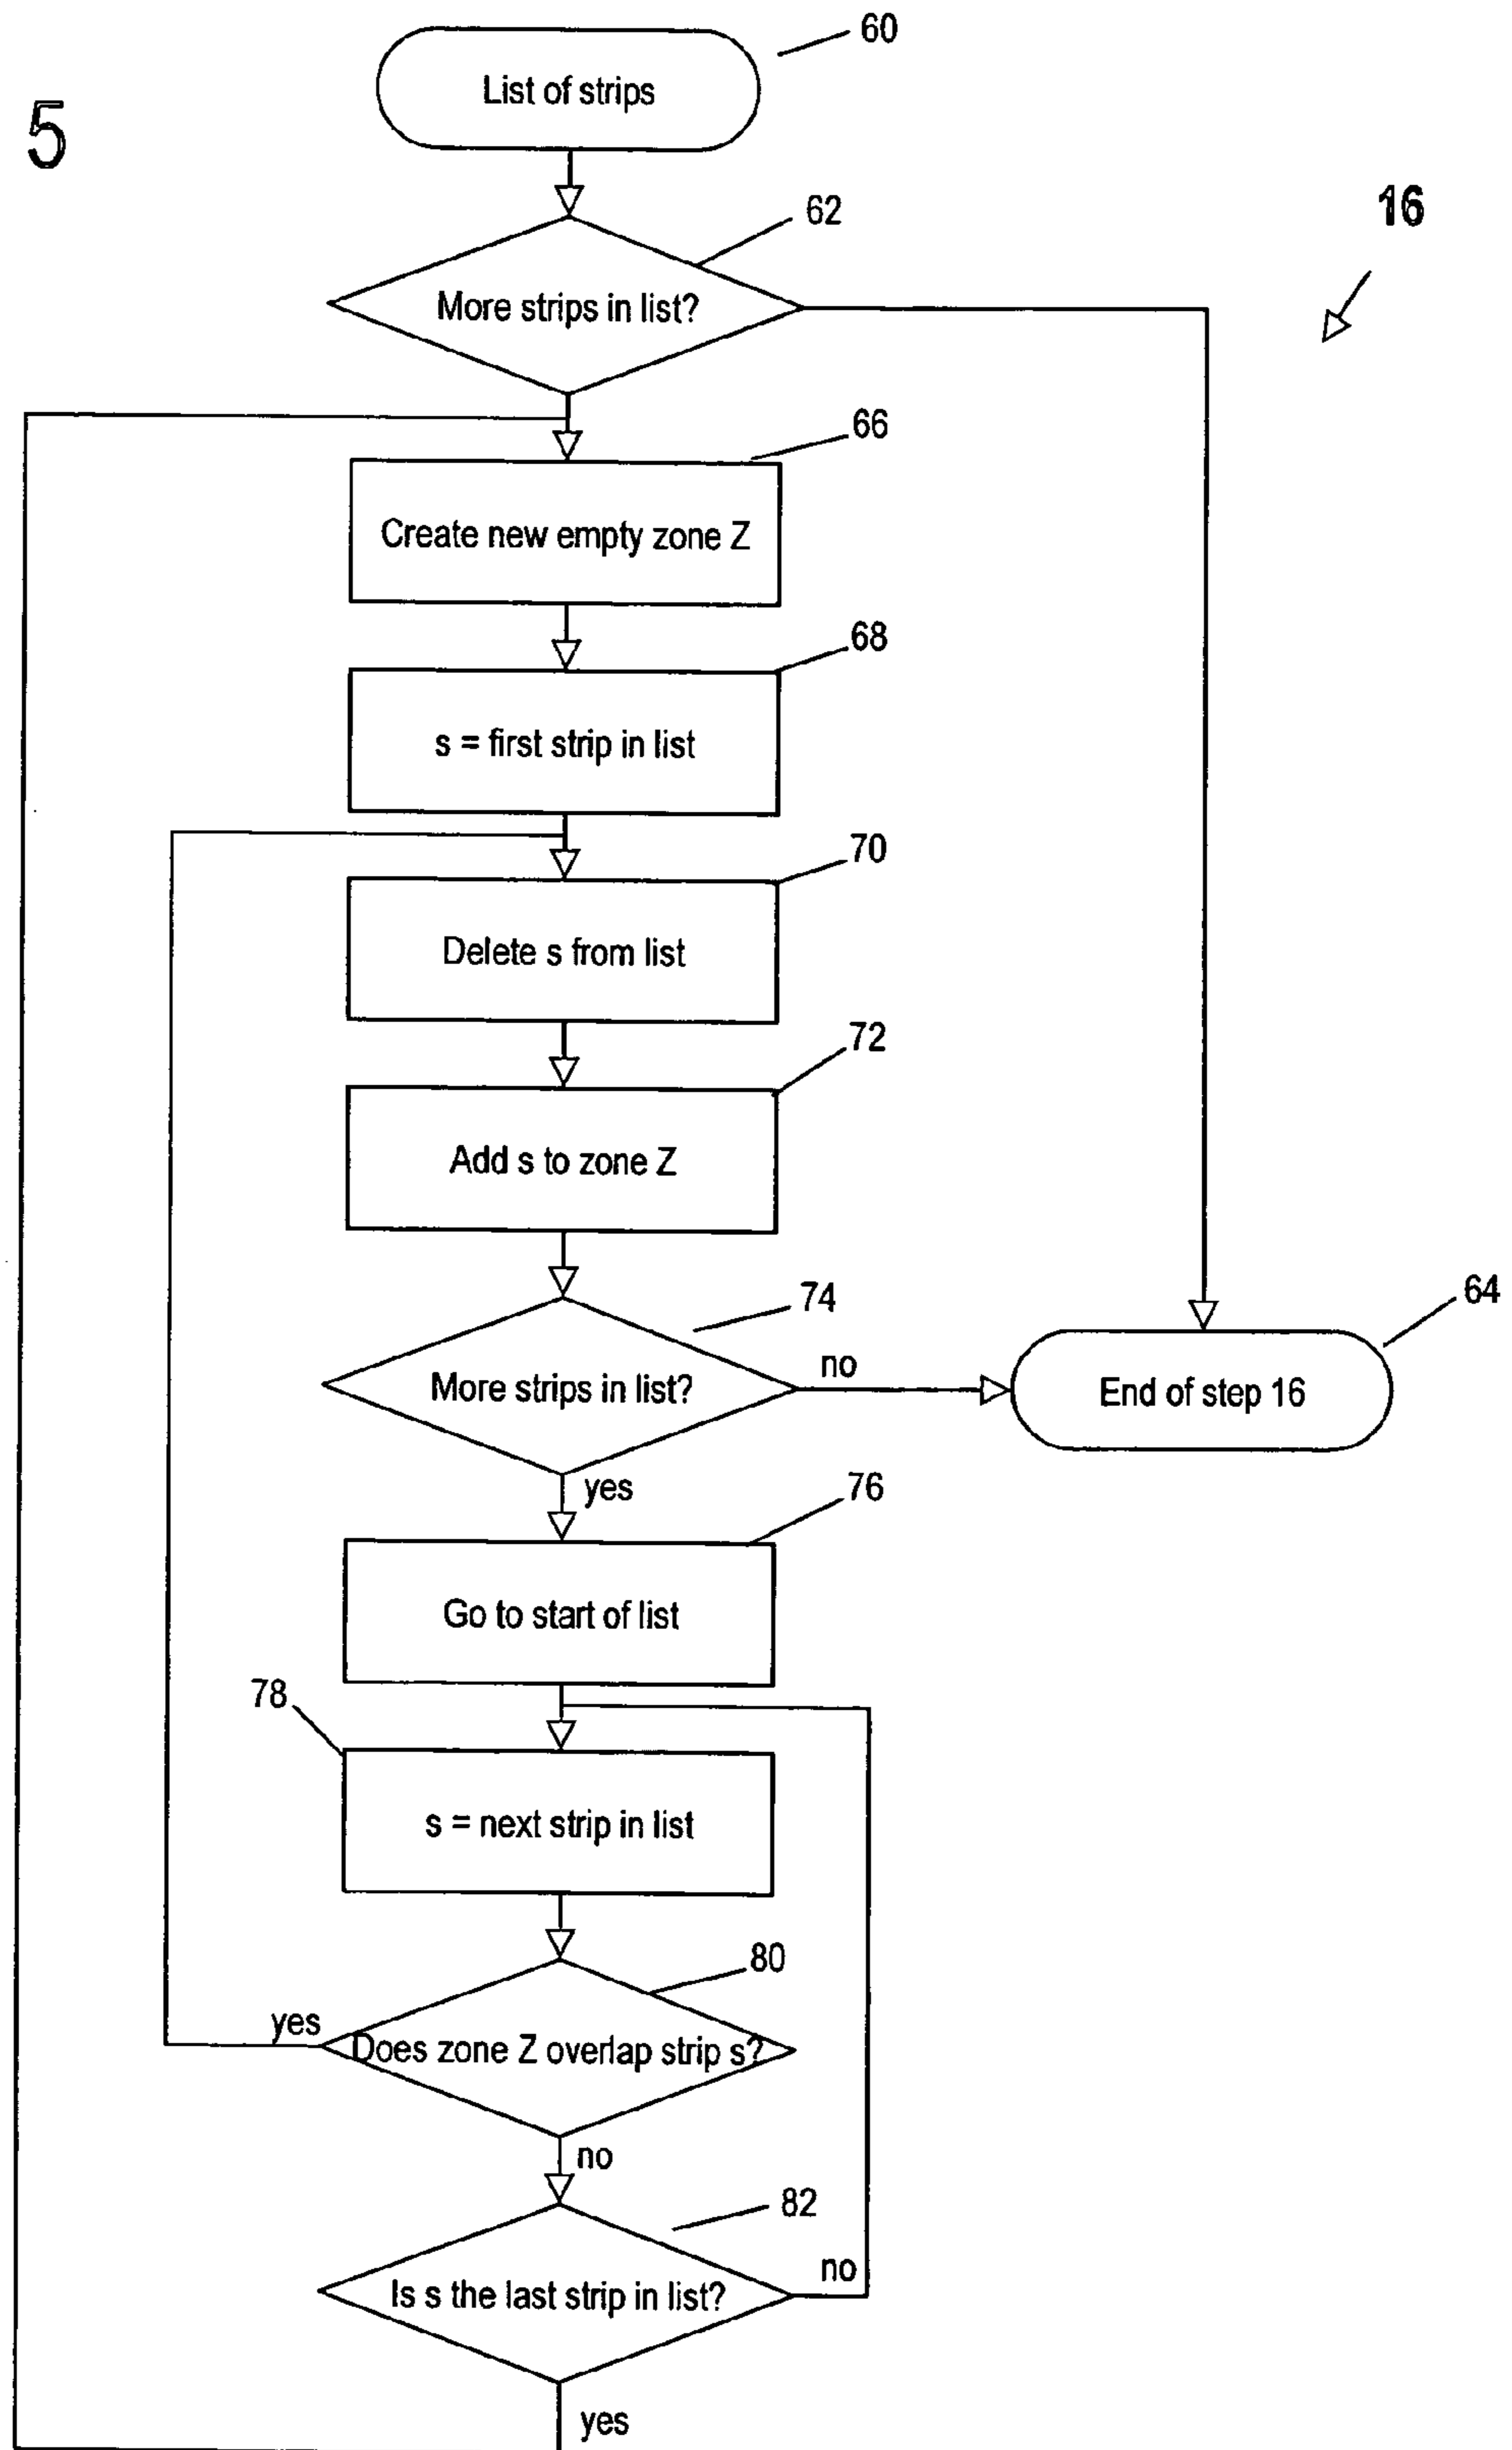 60
List of strips
5
16
62
More strips in list?
66
Create new empty zone Z
68
s = first strip in list
70
Delete s from list
72
Add s to zone Z
74
More strips in list?
no
64
End of step 16
yes
76
Go to start of list
78
s = next strip in list
80
yes
Does zone Z overlap strip s?
no
82
Is s the last strip in list?
no
yes